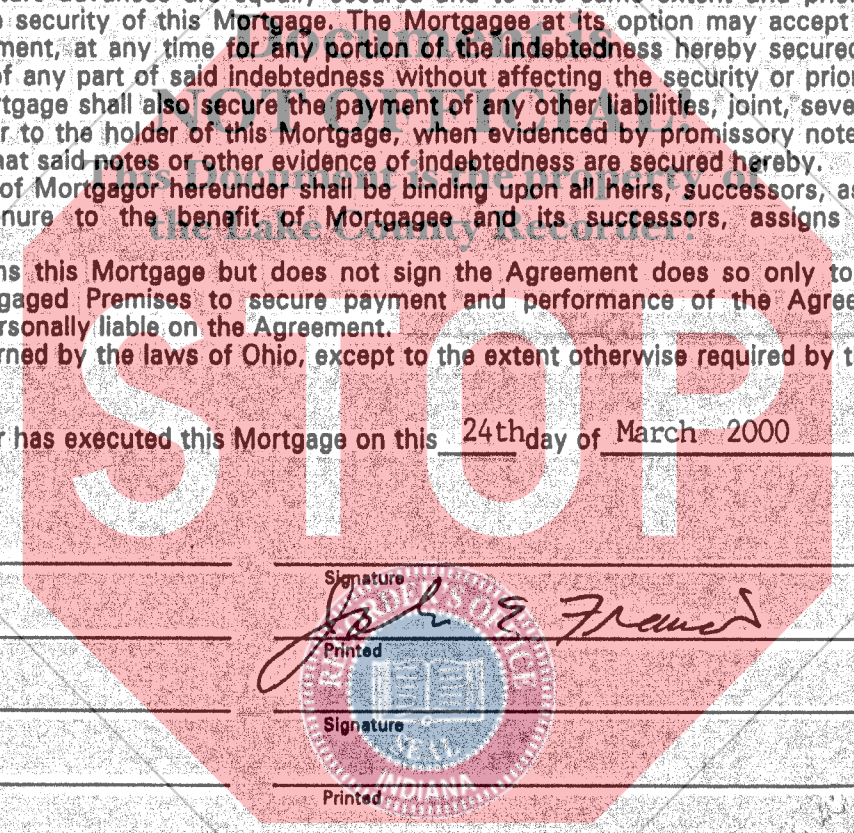 security of this Mortgage. The Mortgagee at its option may accept
ment, at any time for any portion of the indebtedness hereby secured
of any part of said indebtedness without affecting the security or prior
rtgage shall also secure the payment of any other liabilities, joint, seve
r to the holder of this Mortgage, when evidenced by promissory note
hat said notes or other evidence of indebtedness are secured hereby.
of Mortgagor hereunder shall be binding upon all heirs, successors, as
nure to the benefit of Mortgagee and its successors, assigns
ns this Mortgage but does not sign the Agreement does so only to
gaged Premises to secure payment and performance of the Agree
ersonally liable on the Agreement.
rned by the laws of Ohio, except to the extent otherwise required by t
r has executed this Mortgage on this 24th day of March 2000
Signature
Printed
Signature
Printed
Document is
NOT OFFICIAL!
This Document is the property of
the Lake County Recorder!
STOP
RECORDER'S OFFICE
SEAL
INDIANA